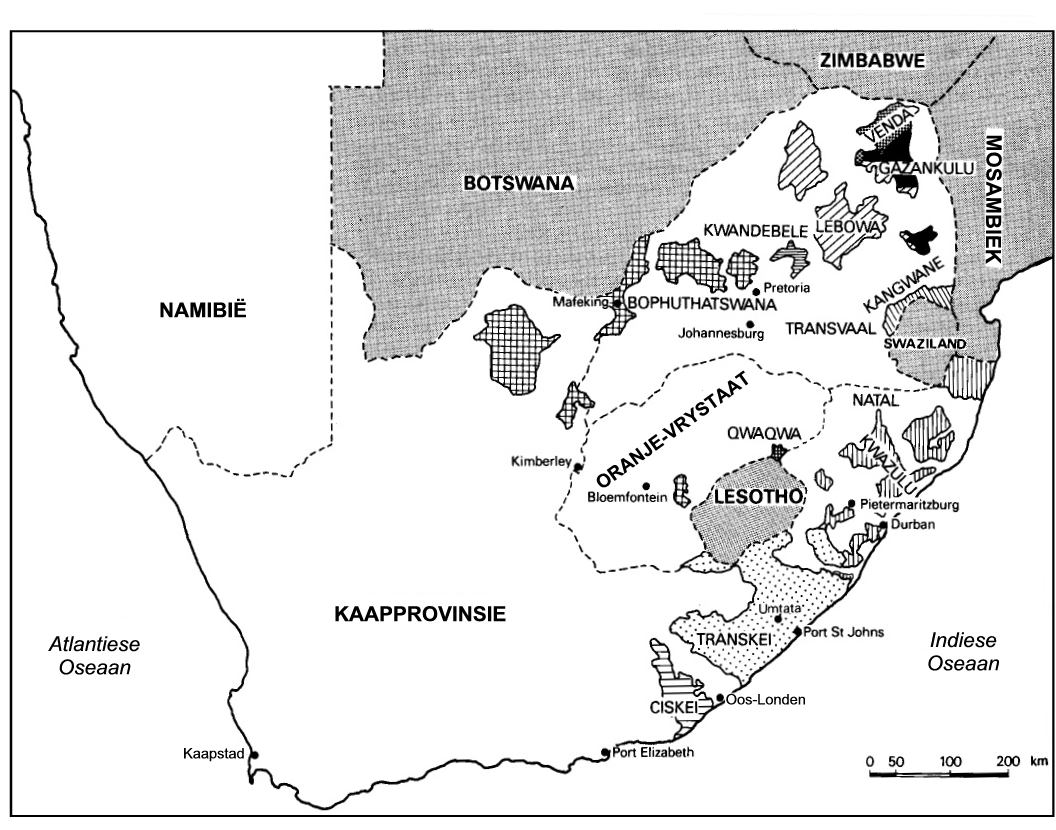 ZIMBABWE
VENDA
MOSAMBIEK
GAZANKULU
BOTSWANA
KWANDEBELE
LEBOWA
KANGWANE
Pretoria
Mafeking
BOPHUTHATSWANA
NAMIBIË
Johannesburg
TRANSVAAL
SWAZILAND
NATAL
ORANJE-VRYSTAAT
QWAQWA
KWAZULU
Kimberley
Bloemfontein
LESOTHO
Pietermaritzburg
Durban
KAAPPROVINSIE
Umtata
TRANSKEI
Port St Johns
Atlantiese
Oseaan
Indiese
Oseaan
CISKEI
Oos-Londen
Kaapstad
Port Elizabeth
0 50 100 200 km